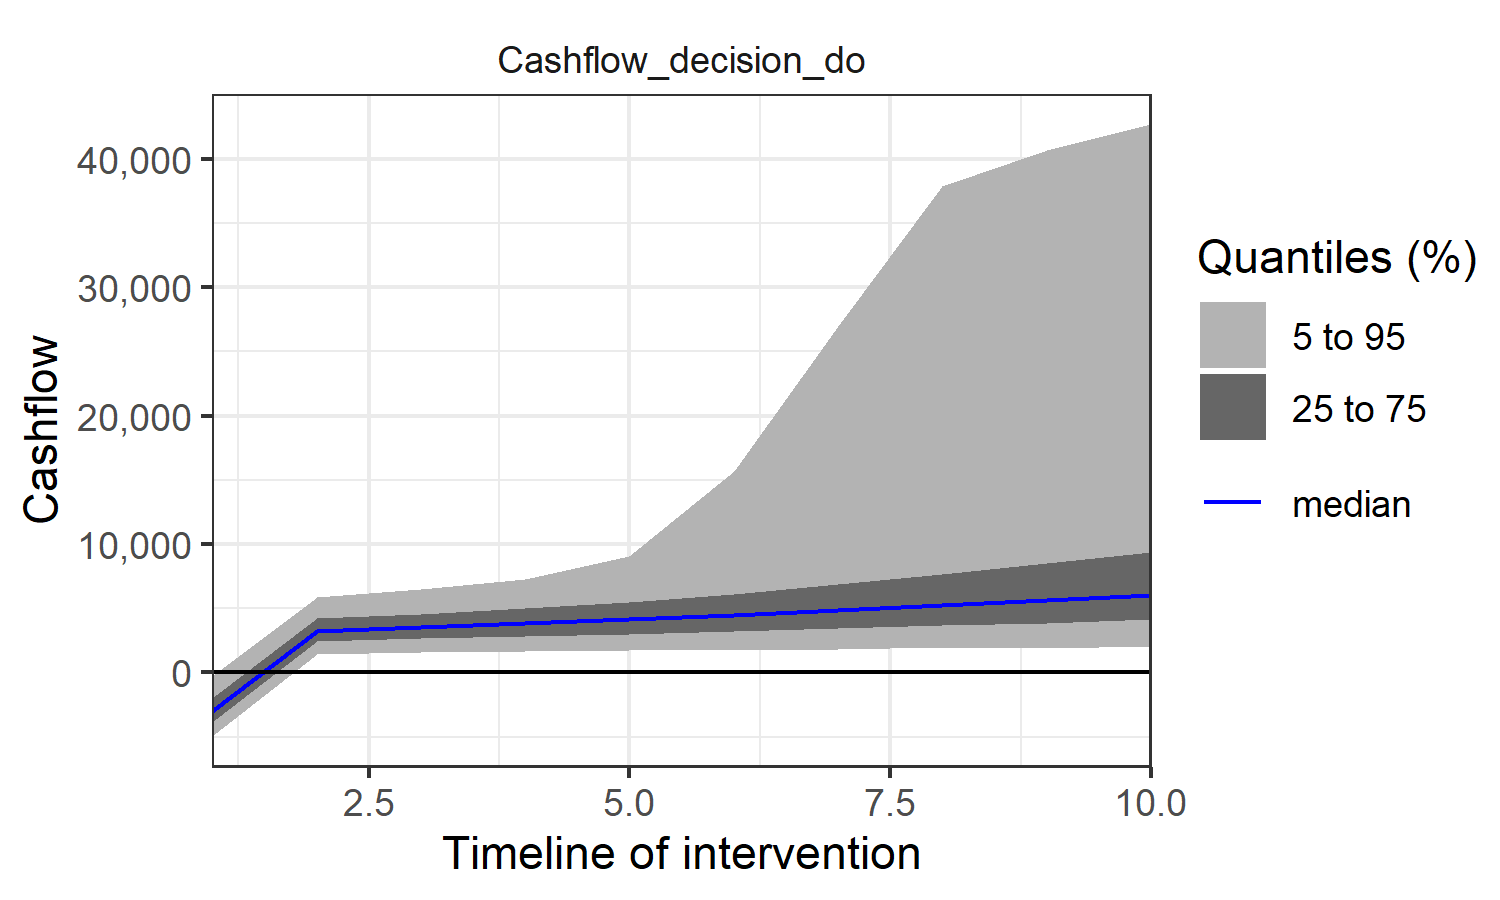 Cashflow_decision_do
40,000
30,000
20,000
10,000
0
Cashflow
2.5 5.0 7.5 10.0
Timeline of intervention
Quantiles (%)
5 to 95
25 to 75
median